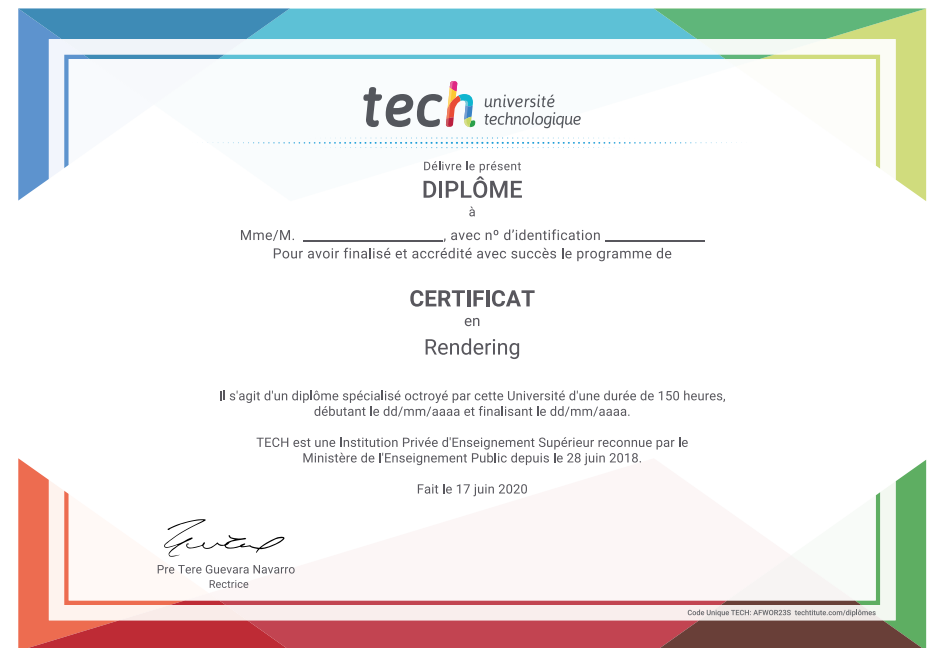 tech université
technologique
Délivre le présent
DIPLÔME
à
Mme/M. ____________________, avec nº d'identification ______________
Pour avoir finalisé et accrédité avec succès le programme de
CERTIFICAT
en
Rendering
Il s'agit d'un diplôme spécialisé octroyé par cette Université d'une durée de 150 heures,
débutant le dd/mm/aaaa et finalisant le dd/mm/aaaa.
TECH est une Institution Privée d'Enseignement Supérieur reconnue par le
Ministère de l'Enseignement Public depuis le 28 juin 2018.
Fait le 17 juin 2020
Pre Tere Guevara Navarro
Rectrice
Code Unique TECH: AFWOR23S techtitute.com/diplômes